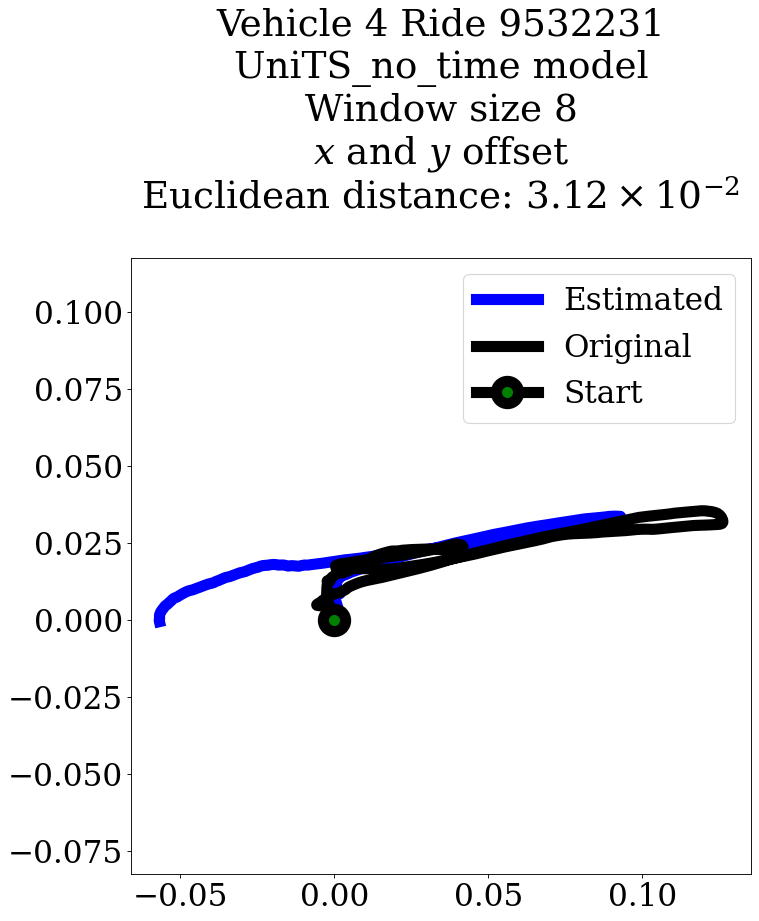 Vehicle 4 Ride 9532231
UniTS_no_time model
Window size 8
x and y offset
Euclidean distance: 3.12 × 10⁻²
Estimated
Original
Start
0.100
0.075
0.050
0.025
0.000
−0.025
−0.050
−0.075
−0.05 0.00 0.05 0.10